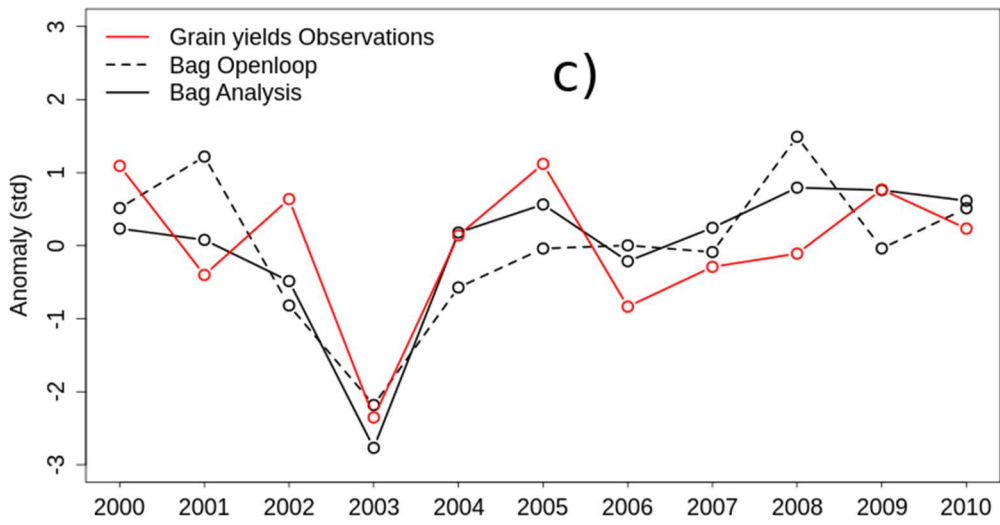 Grain yields Observations
Bag Openloop
Bag Analysis
c)
Anomaly (std)
3
2
1
0
-1
-2
-3
2000 2001 2002 2003 2004 2005 2006 2007 2008 2009 2010